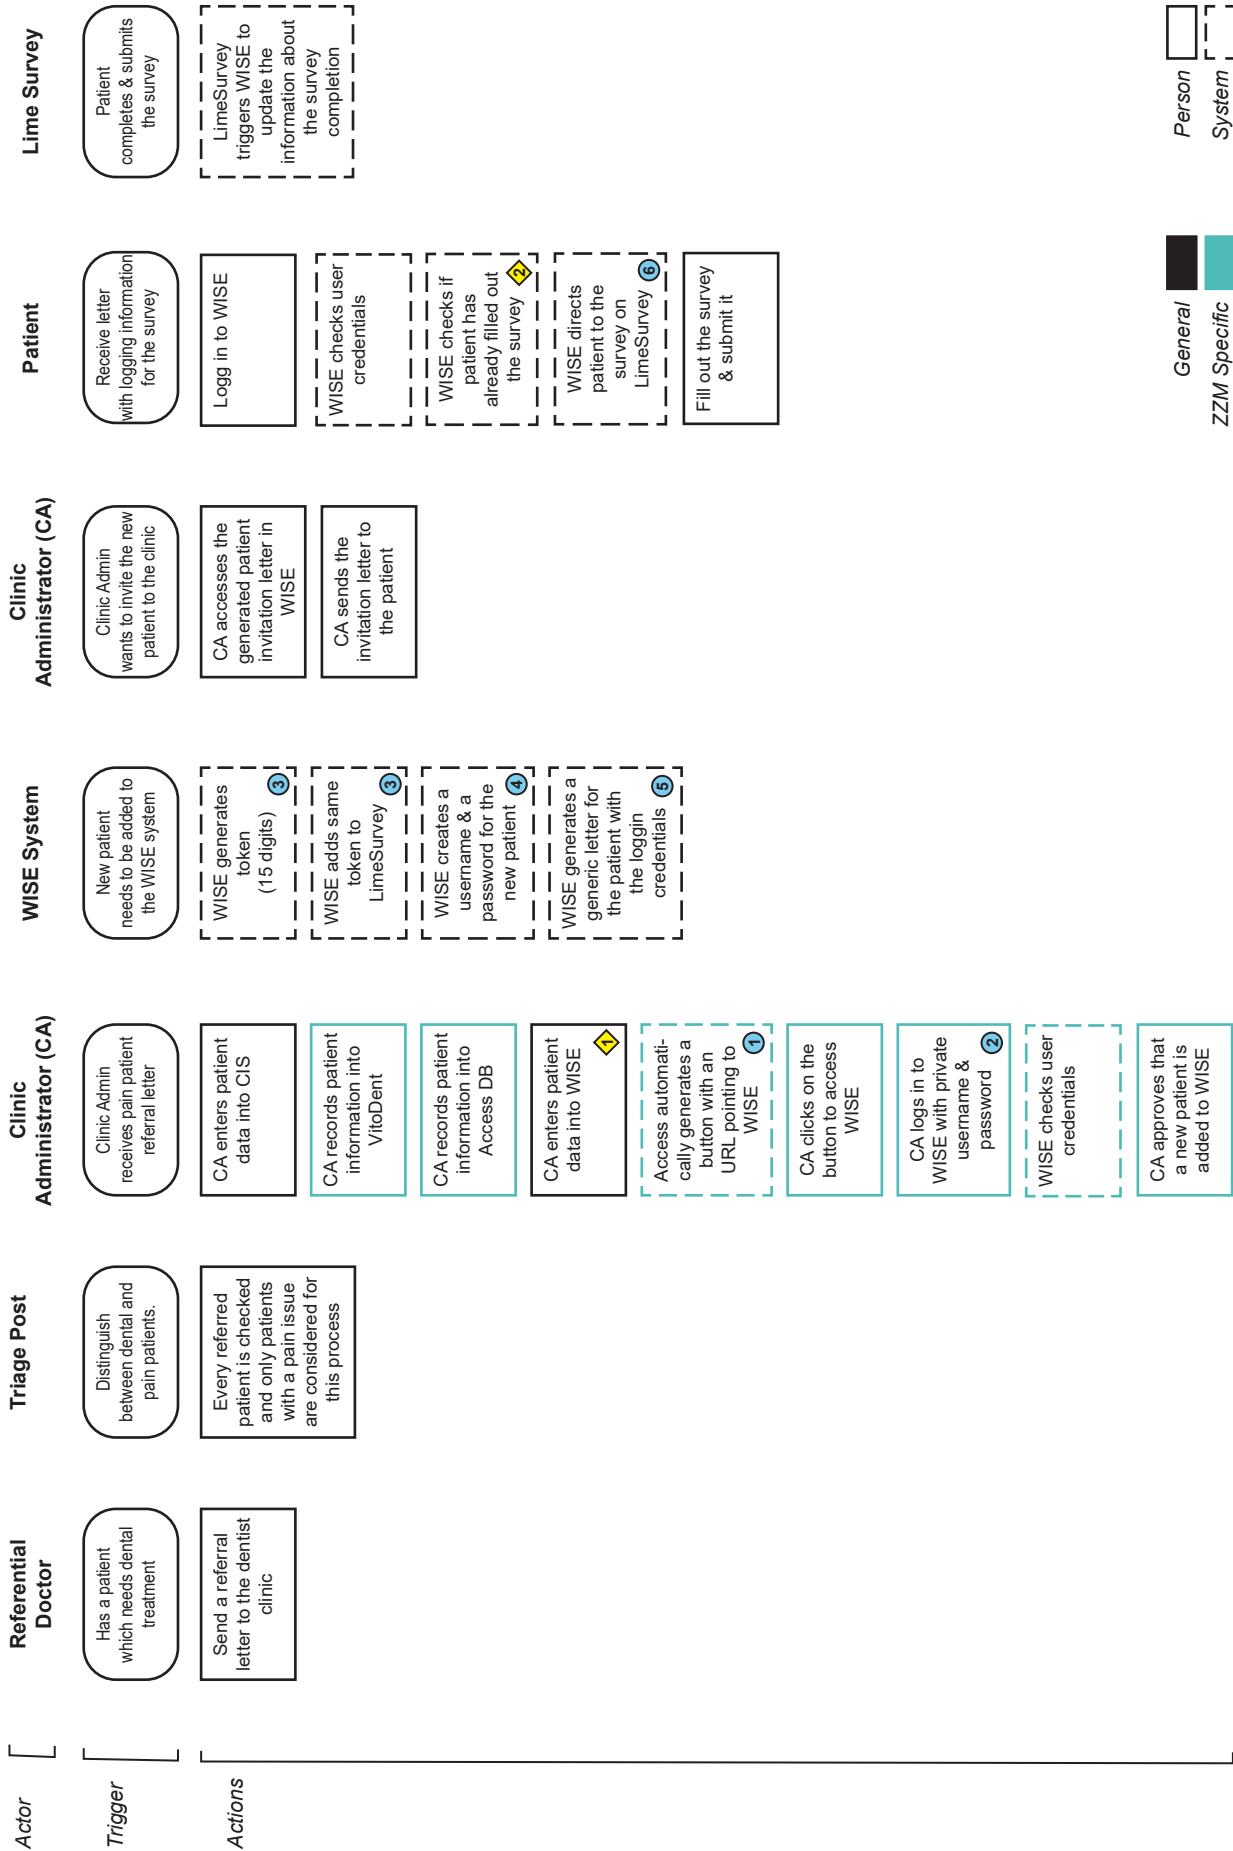 Actor
Trigger
Actions
Referential
Doctor
Has a patient
which needs dental
treatment
Send a referral
letter to the dentist
clinic
Triage Post
Distinguish
between dental and
pain patients.
Every referred
patient is checked
and only patients
with a pain issue
are considered for
this process
Clinic
Administrator (CA)
Clinic Admin
receives pain patient
referral letter
CA enters patient
data into CIS
CA records patient
information into
VitoDent
CA records patient
information into
Access DB
CA enters patient
data into WISE
1
Access automati-
cally generates a
button with an
URL pointing to
WISE
1
CA clicks on the
button to access
WISE
CA logs in to
WISE with private
username &
password
2
WISE checks user
credentials
CA approves that
a new patient is
added to WISE
WISE System
New patient
needs to be added to
the WISE system
WISE generates
token
(15 digits)
3
WISE adds same
token to
LimeSurvey
3
WISE creates a
username & a
password for the
new patient
4
WISE generates a
generic letter for
the patient with
the loggin
credentials
5
Clinic
Administrator (CA)
Clinic Admin
wants to invite the new
patient to the clinic
CA accesses the
generated patient
invitation letter in
WISE
CA sends the
invitation letter to
the patient
Patient
Receive letter
with logging information
for the survey
Logg in to WISE
WISE checks user
credentials
WISE checks if
patient has
already filled out
the survey
2
WISE directs
patient to the
survey on
LimeSurvey
6
Fill out the survey
& submit it
Lime Survey
Patient
completes & submits
the survey
LimeSurvey
triggers WISE to
update the
information about
the survey
completion
General
ZZM Specific
Person
System